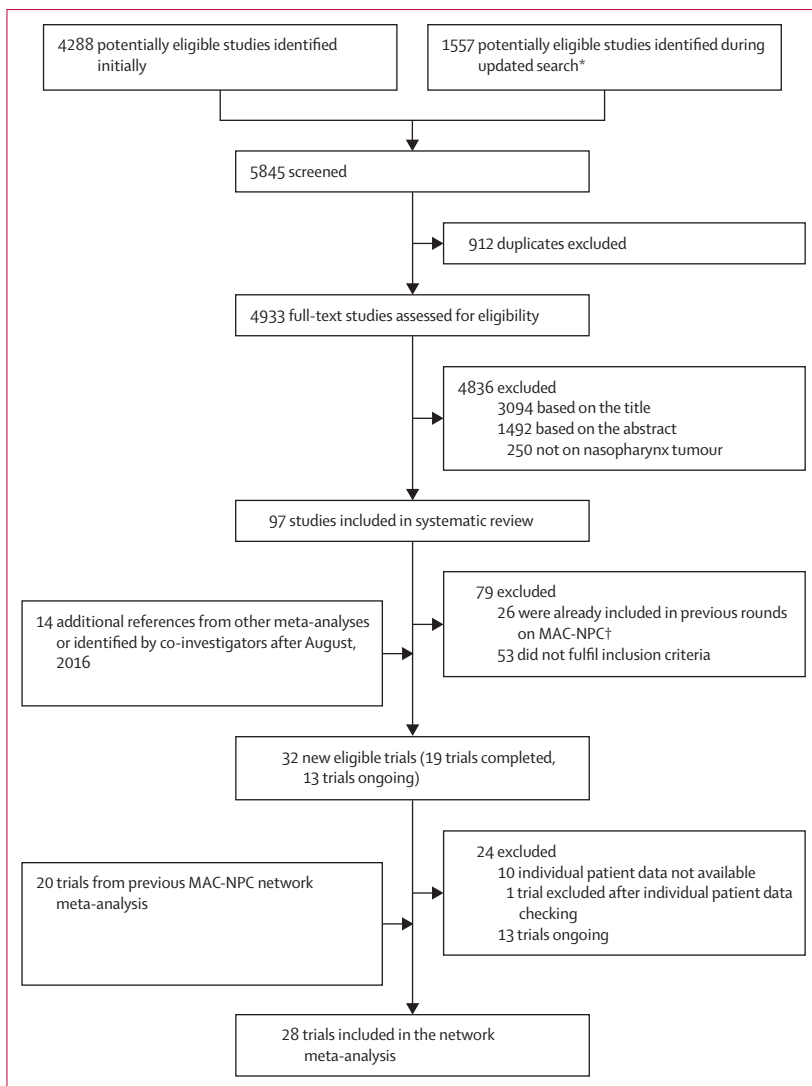 4288 potentially eligible studies identified
initially
1557 potentially eligible studies identified during
updated search*
5845 screened
912 duplicates excluded
4933 full-text studies assessed for eligibility
4836 excluded
3094 based on the title
1492 based on the abstract
250 not on nasopharynx tumour
97 studies included in systematic review
14 additional references from other meta-analyses
or identified by co-investigators after August,
2016
79 excluded
26 were already included in previous rounds
on MAC-NPC†
53 did not fulfil inclusion criteria
32 new eligible trials (19 trials completed,
13 trials ongoing)
20 trials from previous MAC-NPC network
meta-analysis
24 excluded
10 individual patient data not available
1 trial excluded after individual patient data
checking
13 trials ongoing
28 trials included in the network
meta-analysis